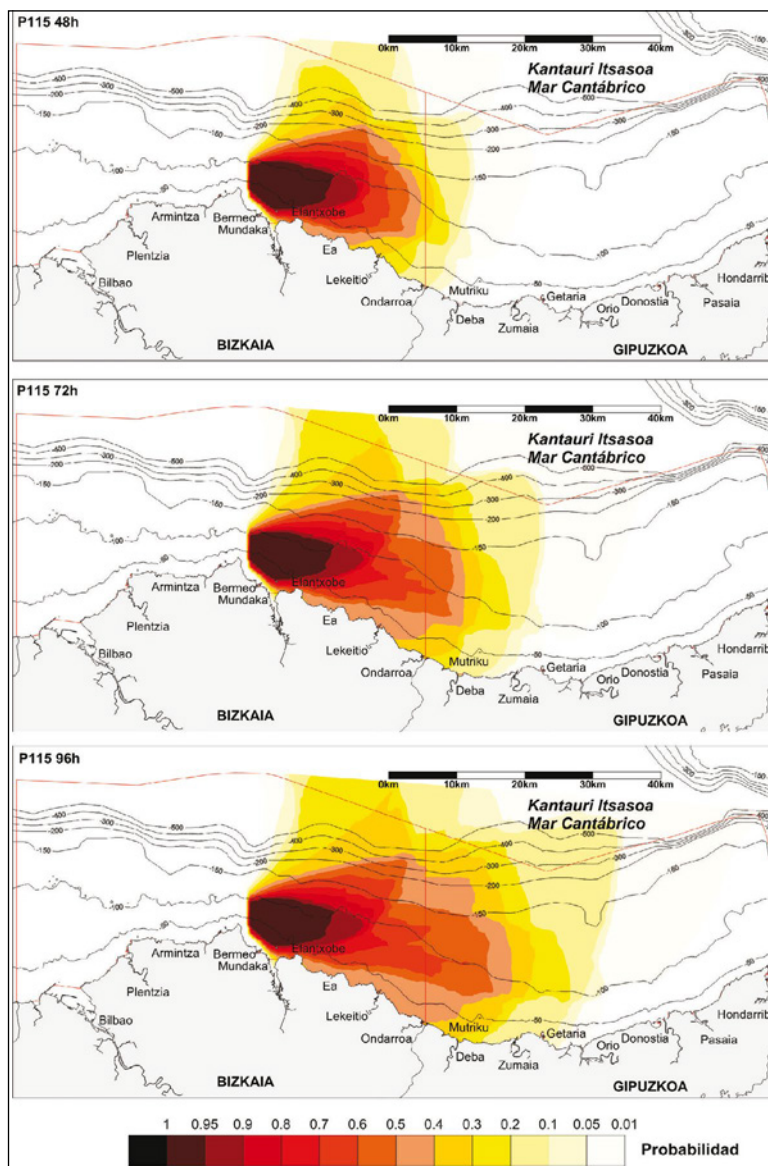 P115 48h
0km 10km 20km 30km 40km
Kantauri Itsasoa
Mar Cantábrico
Armintza
Bermeo
Mundaka
Elantxobe
Plentzia
Ea
Bilbao
Lekeitio
Ondarroa
Mutriku
Deba
Zumaia
Getaria
Orio
Donostia
Pasaia
Hondarrib
BIZKAIA
GIPUZKOA
P115 72h
0km 10km 20km 30km 40km
Kantauri Itsasoa
Mar Cantábrico
Armintza
Bermeo
Mundaka
Elantxobe
Plentzia
Ea
Bilbao
Lekeitio
Ondarroa
Mutriku
Deba
Zumaia
Getaria
Orio
Donostia
Pasaia
Hondarrib
BIZKAIA
GIPUZKOA
P115 96h
0km 10km 20km 30km 40km
Kantauri Itsasoa
Mar Cantábrico
Armintza
Bermeo
Mundaka
Elantxobe
Plentzia
Ea
Bilbao
Lekeitio
Ondarroa
Mutriku
Deba
Zumaia
Getaria
Orio
Donostia
Pasaia
Hondarrib
BIZKAIA
GIPUZKOA
1 0.95 0.9 0.8 0.7 0.6 0.5 0.4 0.3 0.2 0.1 0.05 0.01
Probabilidad